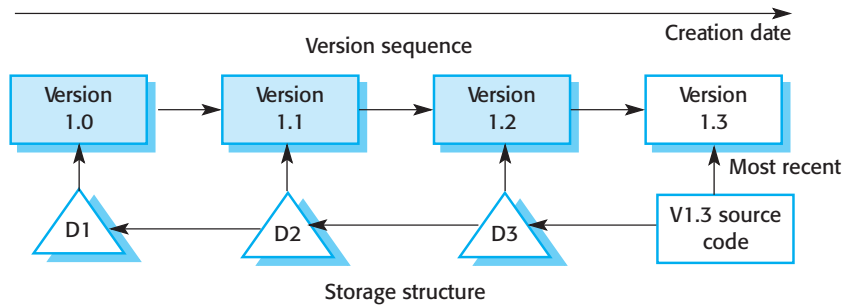 Creation date
Version sequence
Version
1.0
Version
1.1
Version
1.2
Version
1.3
Most recent
D1
D2
D3
V1.3 source
code
Storage structure